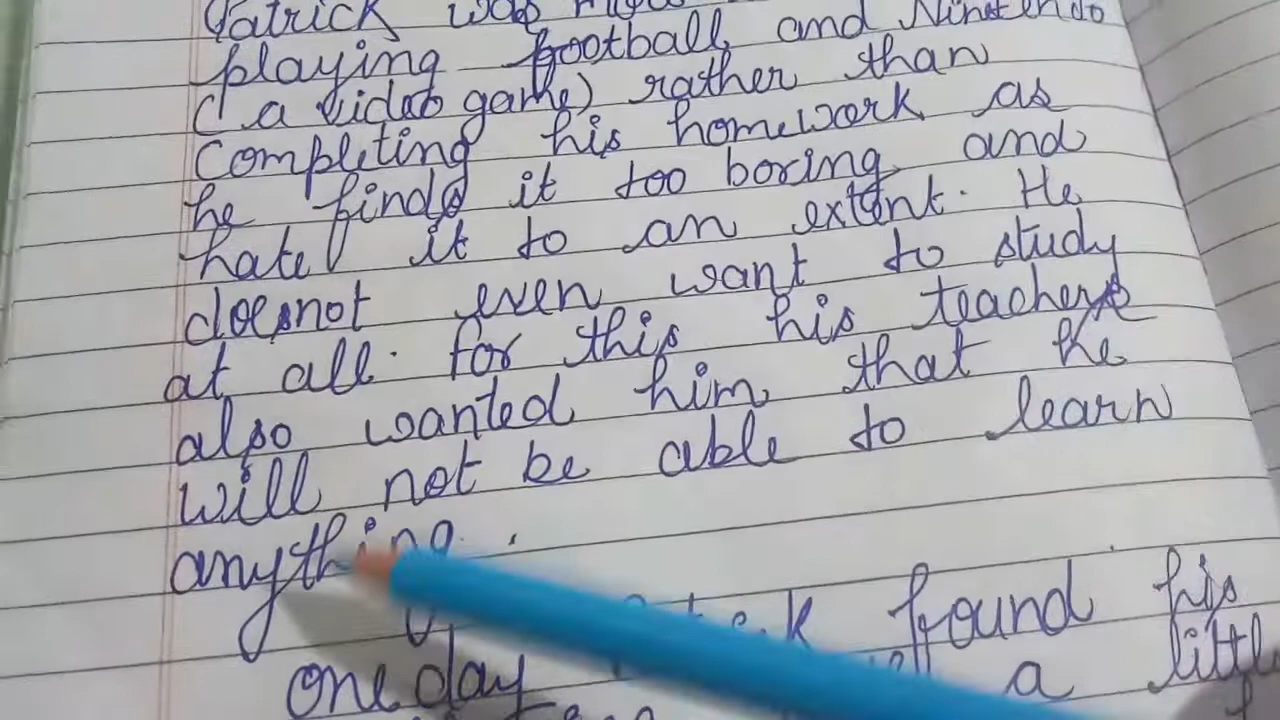 Patrick was
playing football and Nintendo
(a video game) rather than
completing his homework as
he finds it too boring and
hate it to an extent. He
doesnot even want to study
at all. for this his teachers
also wanted him that he
will not be able to learn
anything.
found his
one day a little